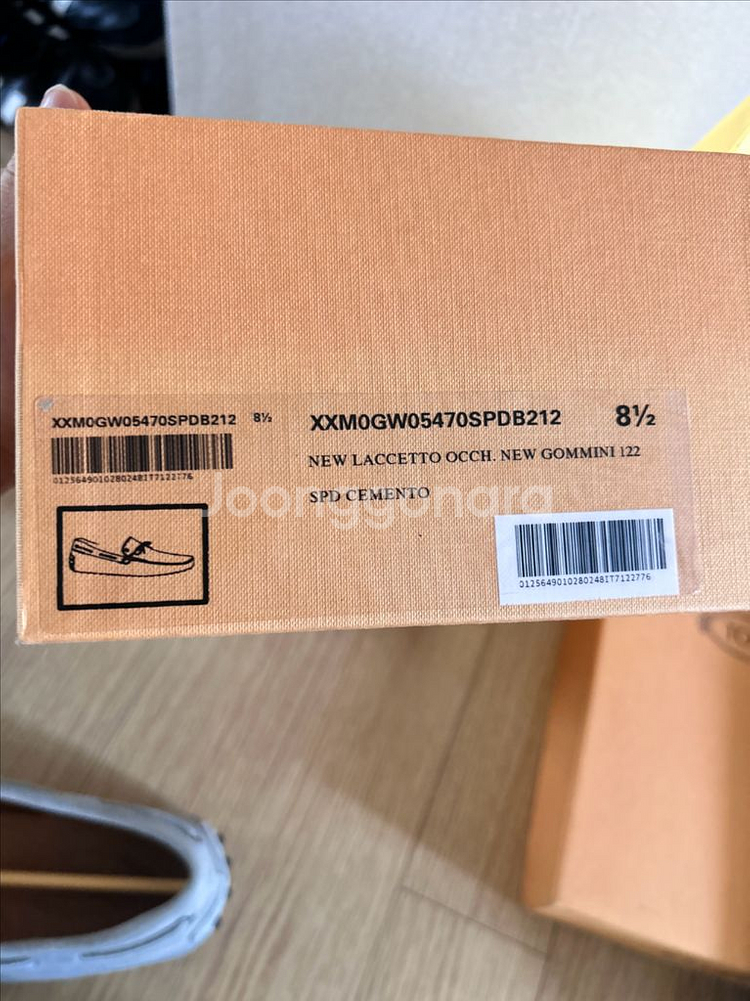 XXM0GW05470SPDB212 8½
0125649010280248IT7122776
XXM0GW05470SPDB212 8½
NEW LACCETTO OCCH. NEW GOMMINI 122
SPD CEMENTO
Joonggonara
0125649010280248IT7122776